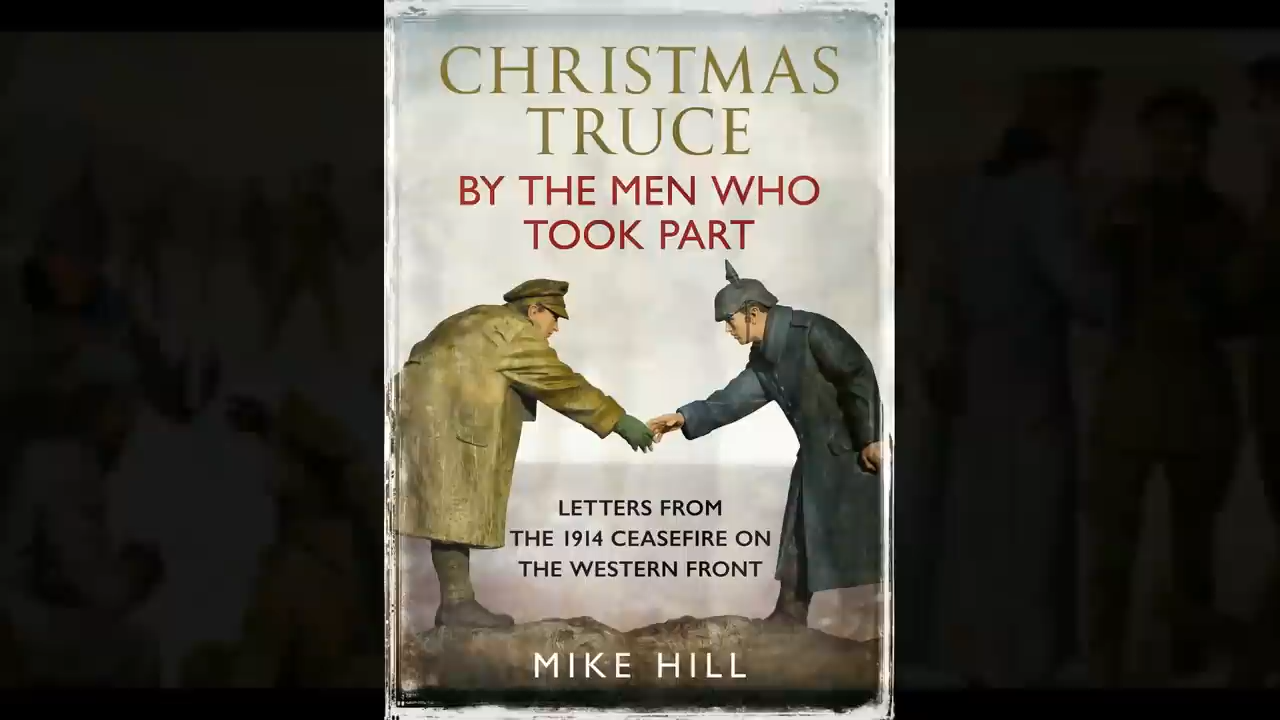 CHRISTMAS
TRUCE
BY THE MEN WHO
TOOK PART
LETTERS FROM
THE 1914 CEASEFIRE ON
THE WESTERN FRONT
MIKE HILL